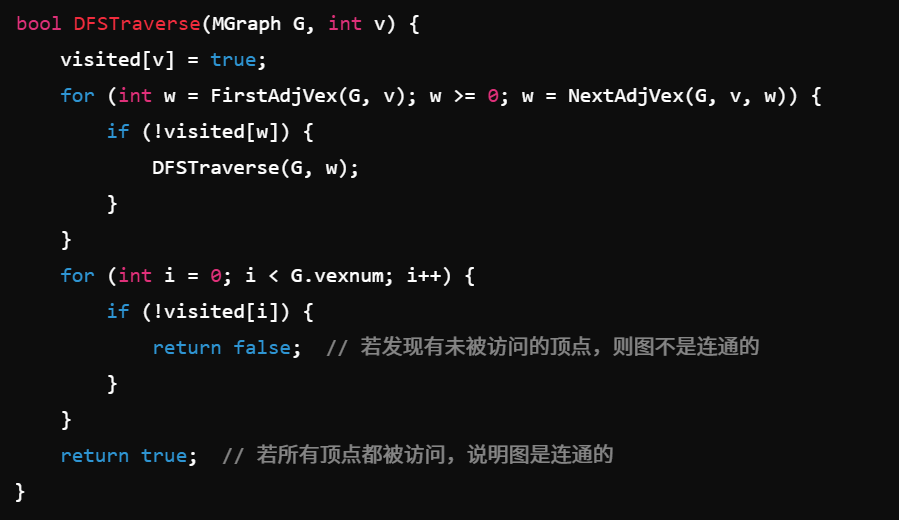 bool DFSTraverse(MGraph G, int v) {
    visited[v] = true;
    for (int w = FirstAdjVex(G, v); w >= 0; w = NextAdjVex(G, v, w)) {
        if (!visited[w]) {
            DFSTraverse(G, w);
        }
    }
    for (int i = 0; i < G.vexnum; i++) {
        if (!visited[i]) {
            return false;  // 若发现有未被访问的顶点，则图不是连通的
        }
    }
    return true;  // 若所有顶点都被访问，说明图是连通的
}